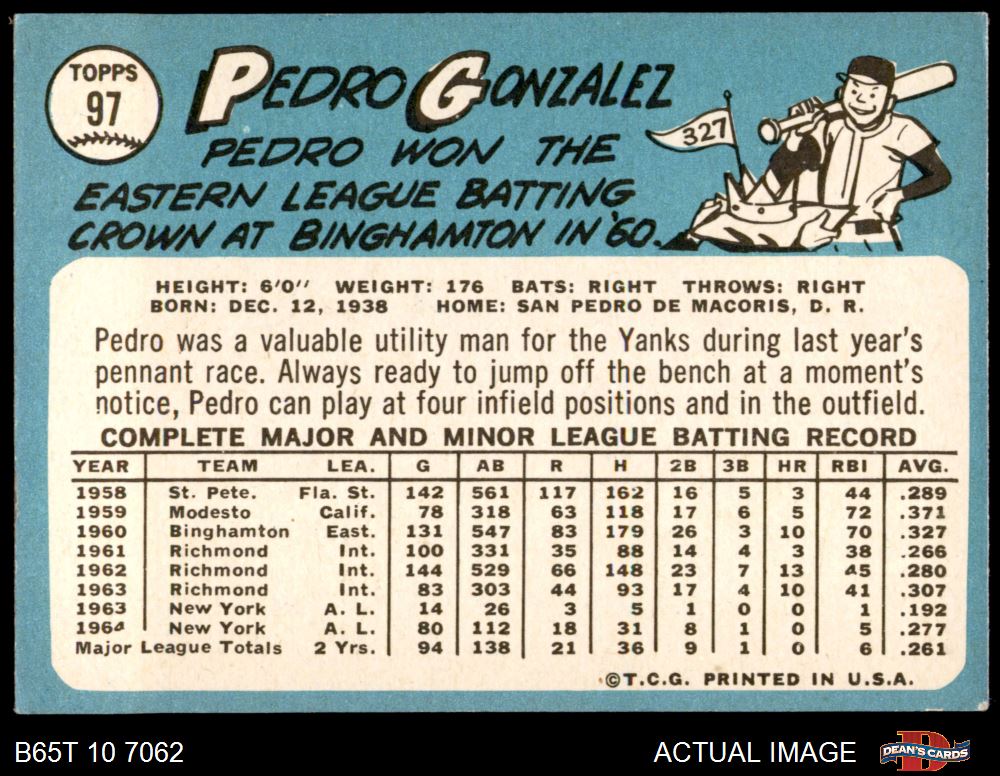 TOPPS
97
PEDRO GONZALEZ
PEDRO WON THE
EASTERN LEAGUE BATTING
CROWN AT BINGHAMTON IN '60.
327
HEIGHT: 6'0" WEIGHT: 176 BATS: RIGHT THROWS: RIGHT
BORN: DEC. 12, 1938 HOME: SAN PEDRO DE MACORIS, D. R.
Pedro was a valuable utility man for the Yanks during last year's
pennant race. Always ready to jump off the bench at a moment's
notice, Pedro can play at four infield positions and in the outfield.
COMPLETE MAJOR AND MINOR LEAGUE BATTING RECORD
YEAR TEAM LEA. G AB R H 2B 3B HR RBI AVG.
1958 St. Pete. Fla. St. 142 561 117 162 16 5 3 44 .289
1959 Modesto Calif. 78 318 63 118 17 6 5 72 .371
1960 Binghamton East. 131 547 83 179 26 3 10 70 .327
1961 Richmond Int. 100 331 35 88 14 4 3 38 .266
1962 Richmond Int. 144 529 66 148 23 7 13 45 .280
1963 Richmond Int. 83 303 44 93 17 4 10 41 .307
1963 New York A. L. 14 26 3 5 1 0 0 1 .192
1964 New York A. L. 80 112 18 31 8 1 0 5 .277
Major League Totals 2 Yrs. 94 138 21 36 9 1 0 6 .261
©T.C.G. PRINTED IN U.S.A.
B65T 10 7062 ACTUAL IMAGE DEAN'S CARDS